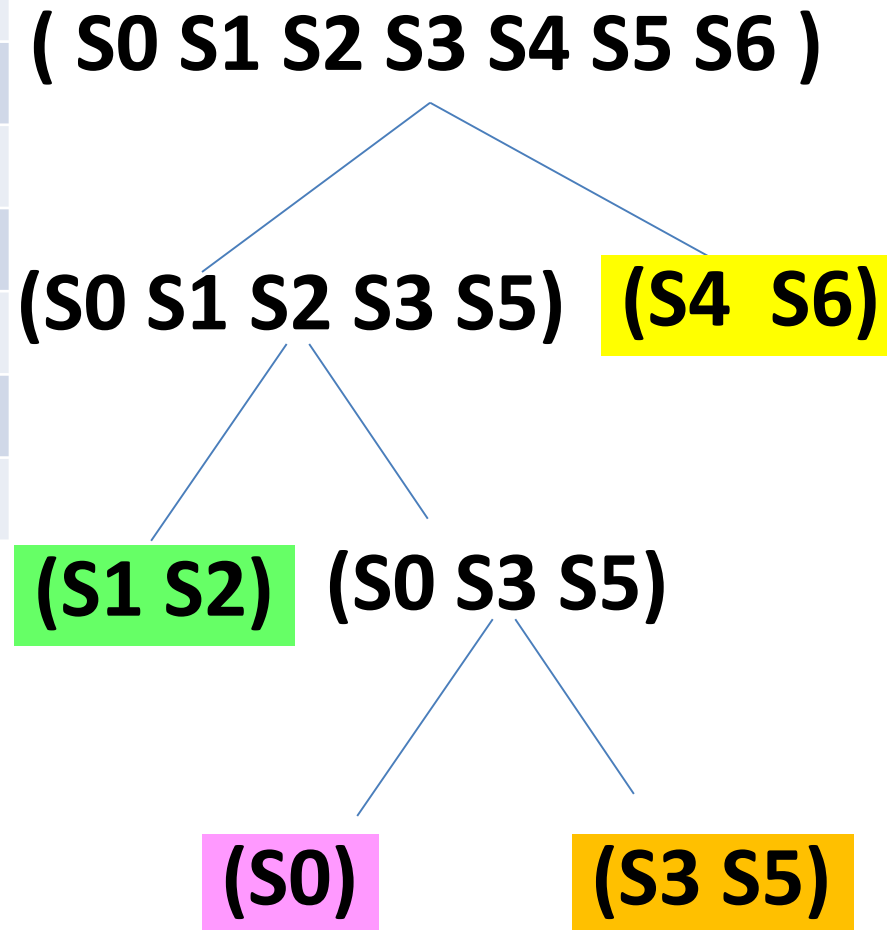 ( S0 S1 S2 S3 S4 S5 S6 )
(S0 S1 S2 S3 S5)
(S4 S6)
(S1 S2)
(S0 S3 S5)
(S0)
(S3 S5)